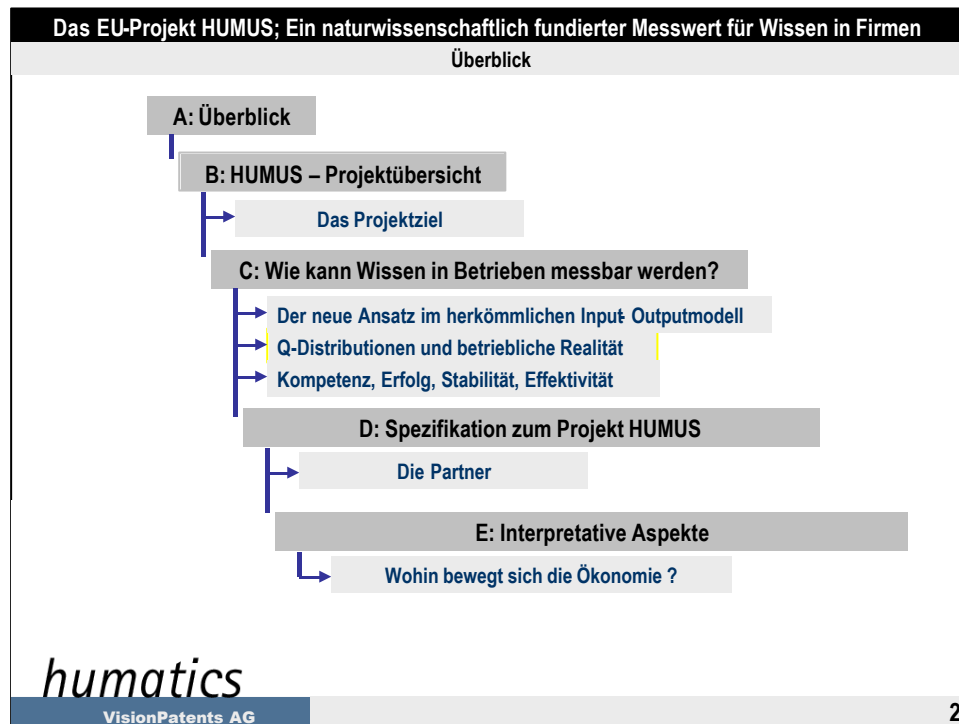 Das EU-Projekt HUMUS; Ein naturwissenschaftlich fundierter Messwert für Wissen in Firmen
Überblick
A: Überblick
B: HUMUS – Projektübersicht
Das Projektziel
C: Wie kann Wissen in Betrieben messbar werden?
Der neue Ansatz im herkömmlichen Input- Outputmodell
Q-Distributionen und betriebliche Realität
Kompetenz, Erfolg, Stabilität, Effektivität
D: Spezifikation zum Projekt HUMUS
Die Partner
E: Interpretative Aspekte
Wohin bewegt sich die Ökonomie ?
humatics
VisionPatents AG
2